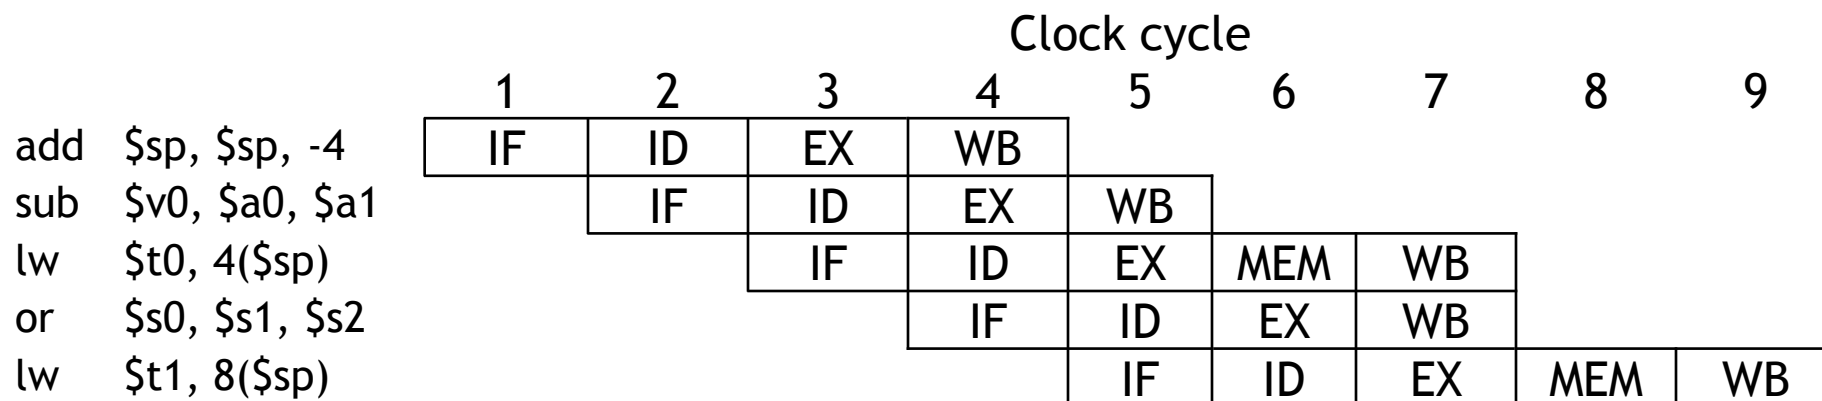 Clock cycle
1 2 3 4 5 6 7 8 9
add $sp, $sp, -4 IF ID EX WB
sub $v0, $a0, $a1 IF ID EX WB
lw $t0, 4($sp) IF ID EX MEM WB
or $s0, $s1, $s2 IF ID EX WB
lw $t1, 8($sp) IF ID EX MEM WB